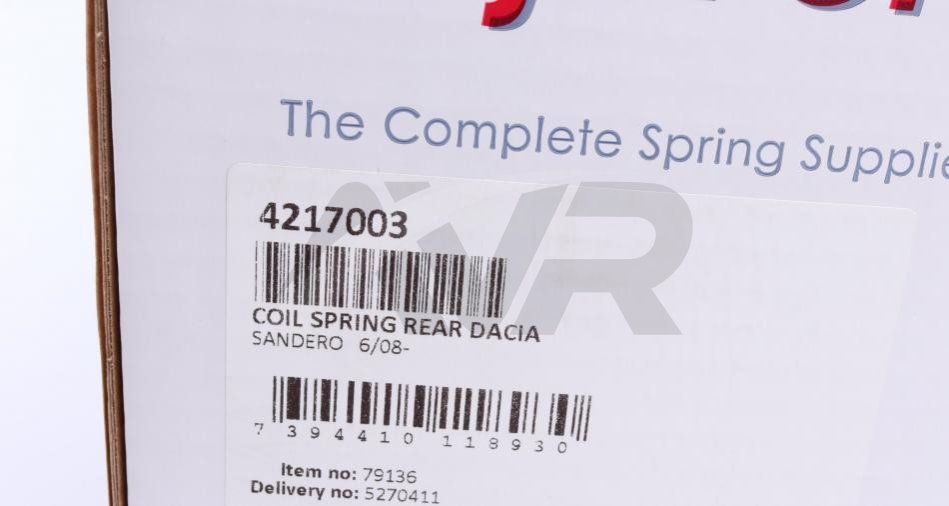 The Complete Spring Supplie
4217003
COIL SPRING REAR DACIA
SANDERO 6/08-
7 394410 118930
Item no: 79136
Delivery no: 5270411
AVR